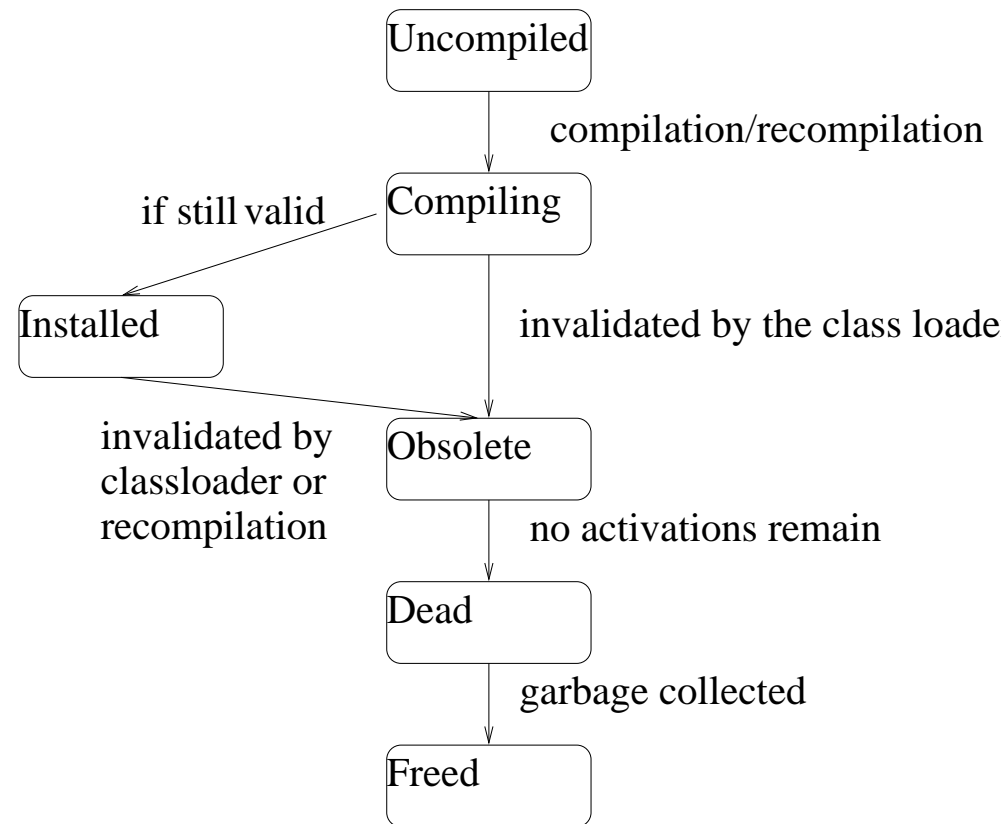 Uncompiled
compilation/recompilation
if still valid
Compiling
Installed
invalidated by the class loade
invalidated by
classloader or
recompilation
Obsolete
no activations remain
Dead
garbage collected
Freed